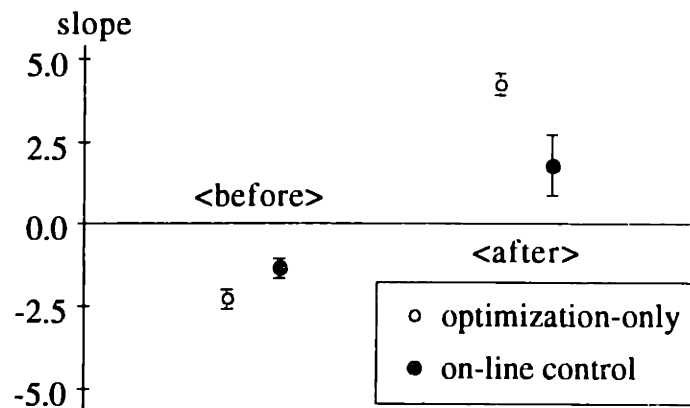 slope
5.0
2.5
<before>
0.0
<after>
-2.5
optimization-only
on-line control
-5.0